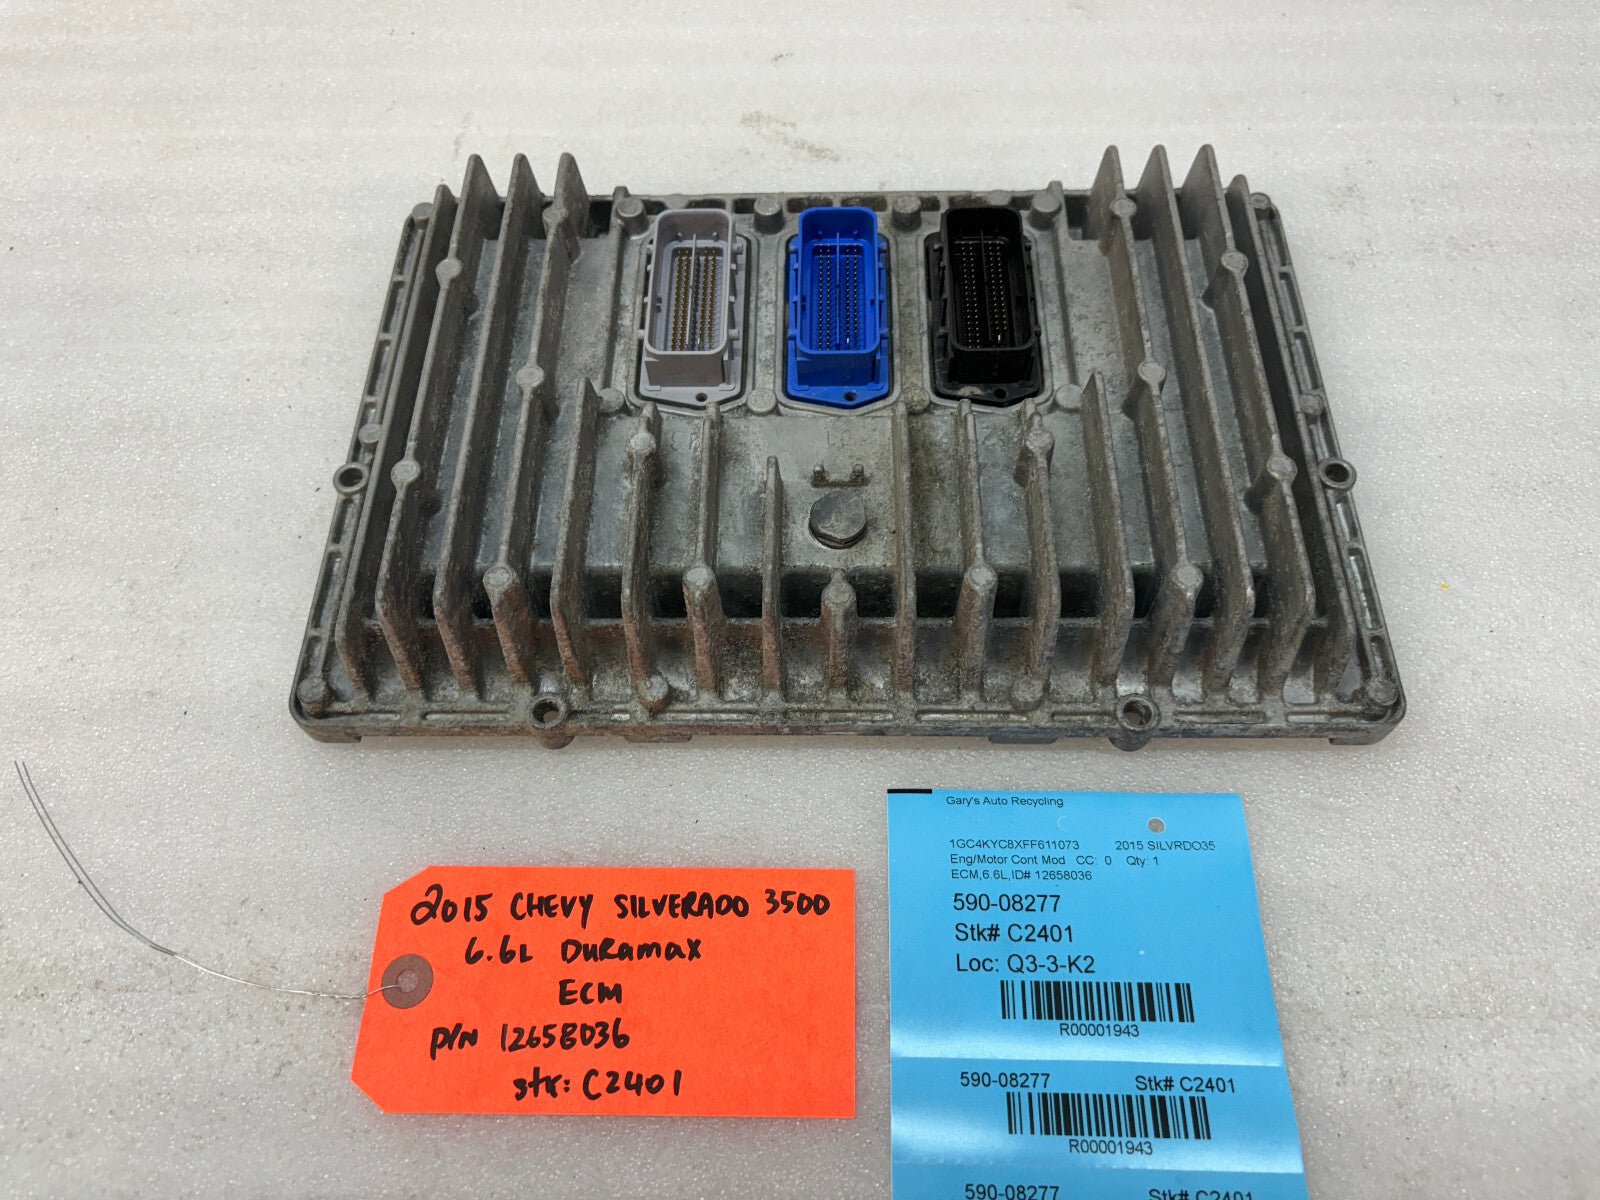 2015 CHEVY SILVERADO 3500
6.6L DURAMAX
ECM
P/N 12658036
STK: C2401
Gary's Auto Recycling
1GC4KYC8XFF611073 2015 SILVRDO35
Eng/Motor Cont Mod CC: 0 Qty: 1
ECM,6.6L,ID# 12658036
590-08277
Stk# C2401
Loc: Q3-3-K2
R00001943
590-08277 Stk# C2401
R00001943
590-08277 Stk# C2401